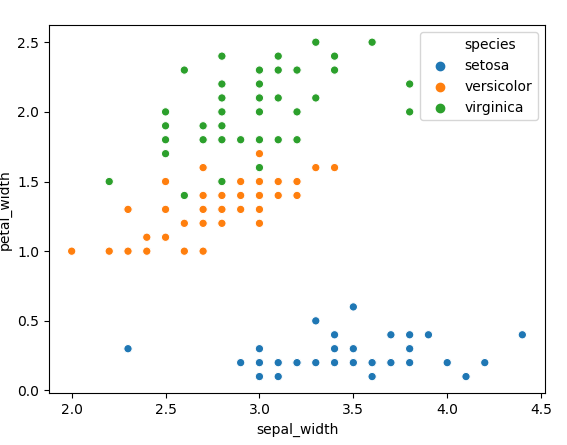 2.5
2.0
1.5
1.0
0.5
0.0
petal_width
2.0 2.5 3.0 3.5 4.0 4.5
sepal_width
species
setosa
versicolor
virginica